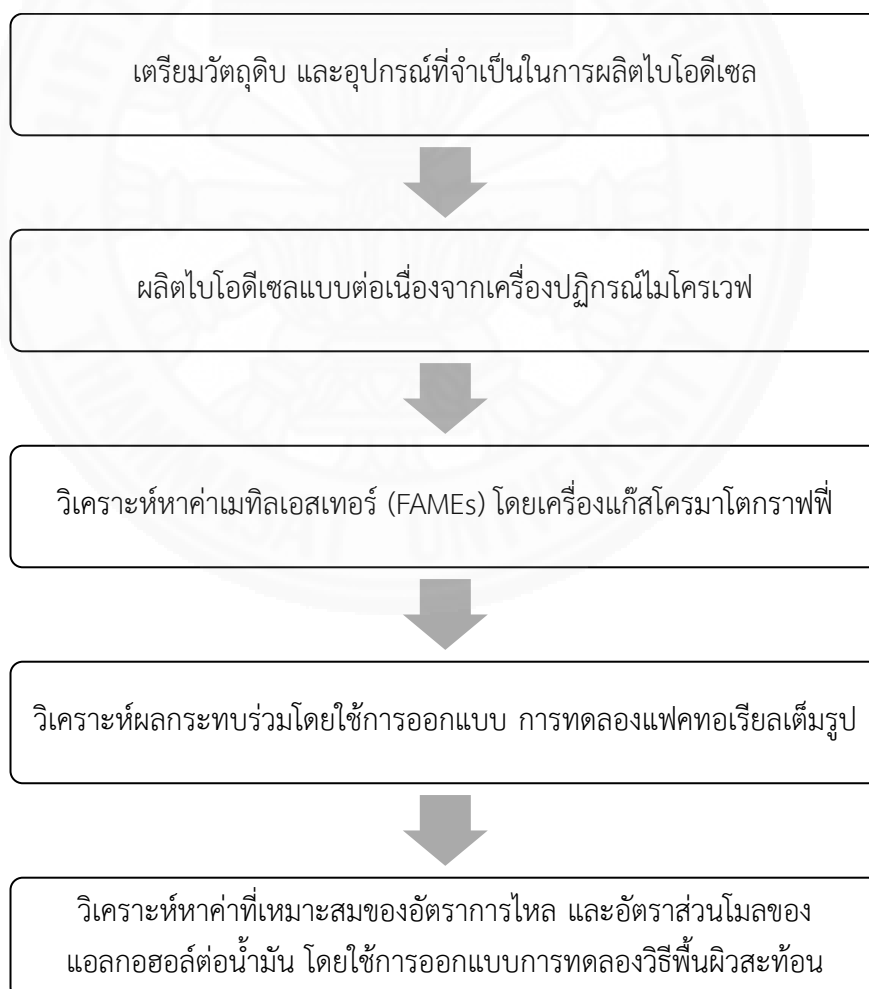 เตรียมวัตถุดิบ และอุปกรณ์ที่จำเป็นในการผลิตไบโอดีเซล
ผลิตไบโอดีเซลแบบต่อเนื่องจากเครื่องปฏิกรณ์ไมโครเวฟ
วิเคราะห์หาค่าเมทิลเอสเทอร์ (FAMEs) โดยเครื่องแก๊สโครมาโตกราฟฟี่
วิเคราะห์ผลกระทบร่วมโดยใช้การออกแบบ การทดลองแฟคทอเรียลเต็มรูป
วิเคราะห์หาค่าที่เหมาะสมของอัตราการไหล และอัตราส่วนโมลของ
แอลกอฮอล์ต่อน้ำมัน โดยใช้การออกแบบการทดลองวิธีพื้นผิวสะท้อน